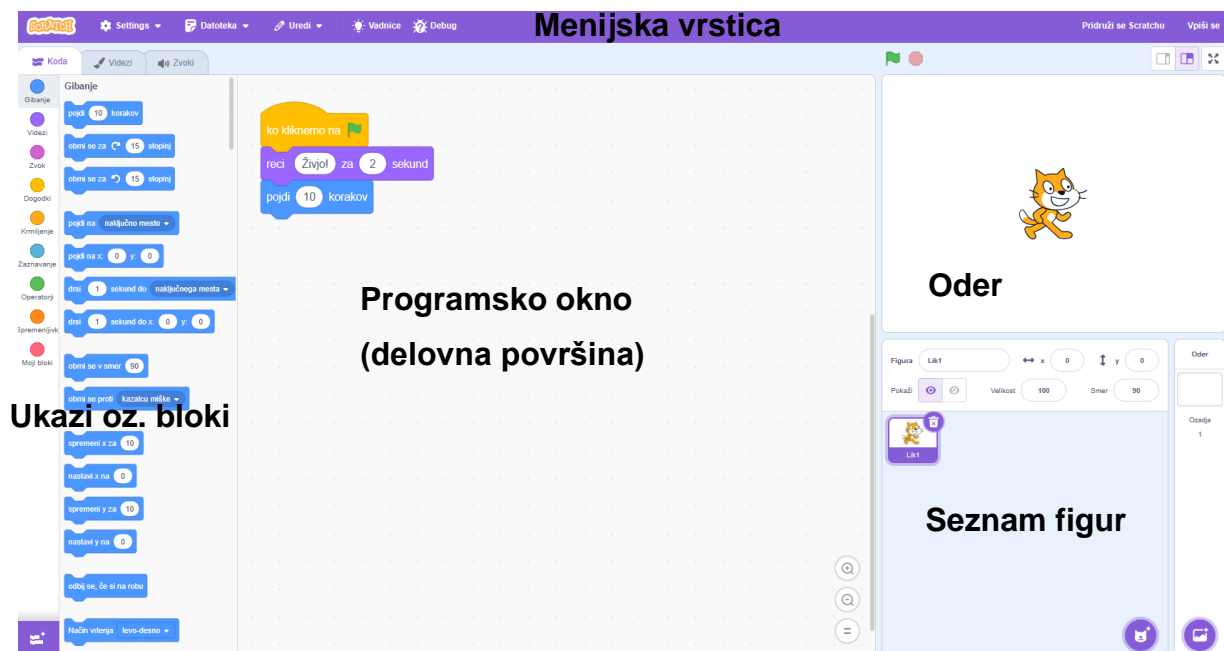 SCRATCH Settings Datoteka Uredi Vadnice Debug Menijska vrstica Pridruži se Scratchu Vpiši se
Koda Videzi Zvoki
Gibanje
Videzi
Zvok
Dogodki
Krmiljenje
Zaznavanje
Operatorji
Spremenljivk
Moji bloki
Gibanje
pojdi 10 korakov
obrni se za 15 stopinj
obrni se za 15 stopinj
pojdi na naključno mesto
pojdi na x: 0 y: 0
drsi 1 sekund do naključnega mesta
drsi 1 sekund do x: 0 y: 0
obrni se v smer 90
obrni se proti kazalcu miške
Ukazi oz. bloki
spremeni x za 10
nastavi x na 0
spremeni y za 10
nastavi y na 0
odbij se, če si na robu
Način vrtenja levo-desno
ko kliknemo na
reci Živjo! za 2 sekund
pojdi 10 korakov
Programsko okno
(delovna površina)
Oder
Figura Lik1 x 0 y 0
Pokaži Velikost 100 Smer 90
Lik1
Seznam figur
Oder
Ozadja
1